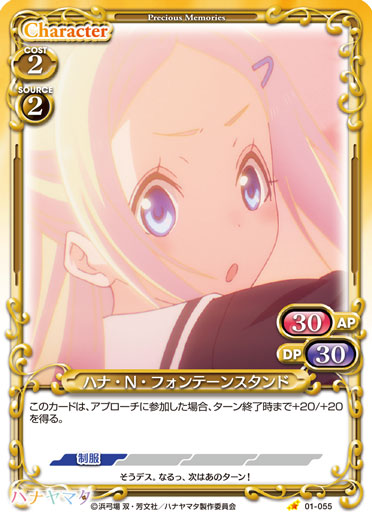 Precious Memories
Character
COST
2
SOURCE
2
30 AP
DP 30
ハナ・N・フォンテーンスタンド
このカードは、アプローチに参加した場合、ターン終了時まで+20/+20
を得る。
制服
そうデス。なるっ、次はあのターン!
ハナヤマタ
©浜弓場 双・芳文社/ハナヤマタ製作委員会
01-055